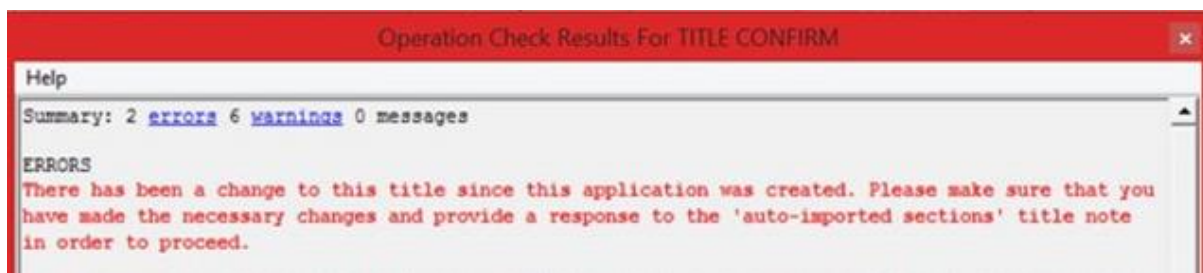 Operation Check Results For TITLE CONFIRM
Help
Summary: 2 errors 6 warnings 0 messages
ERRORS
There has been a change to this title since this application was created. Please make sure that you
have made the necessary changes and provide a response to the 'auto-imported sections' title note
in order to proceed.